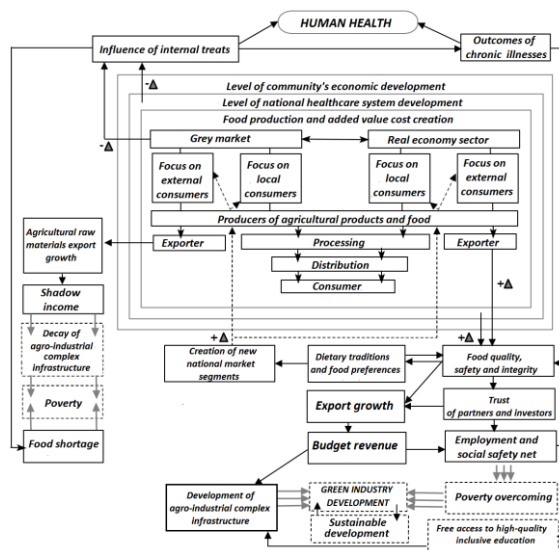 HUMAN HEALTH
Influence of internal treats
Outcomes of
chronic illnesses
-Δ
Level of community's economic development
Level of national healthcare system development
Food production and added value cost creation
-Δ
Grey market
Real economy sector
Focus on
external
consumers
Focus on
local
consumers
Focus on
local
consumers
Focus on
external
consumers
Producers of agricultural products and food
Agricultural raw
materials export
growth
Exporter
Processing
Exporter
Distribution
Consumer
Shadow
income
+Δ
Decay of
agro-industrial
complex
infrastructure
+Δ
+Δ
Creation of new
national market
segments
Dietary traditions
and food preferences
Food quality,
safety and integrity
Poverty
Export growth
Trust
of partners and investors
Food shortage
Budget revenue
Employment and
social safety net
Development of
agro-industrial complex
infrastructure
GREEN INDUSTRY
DEVELOPMENT
Poverty overcoming
Sustainable
development
Free access to high-quality
inclusive education